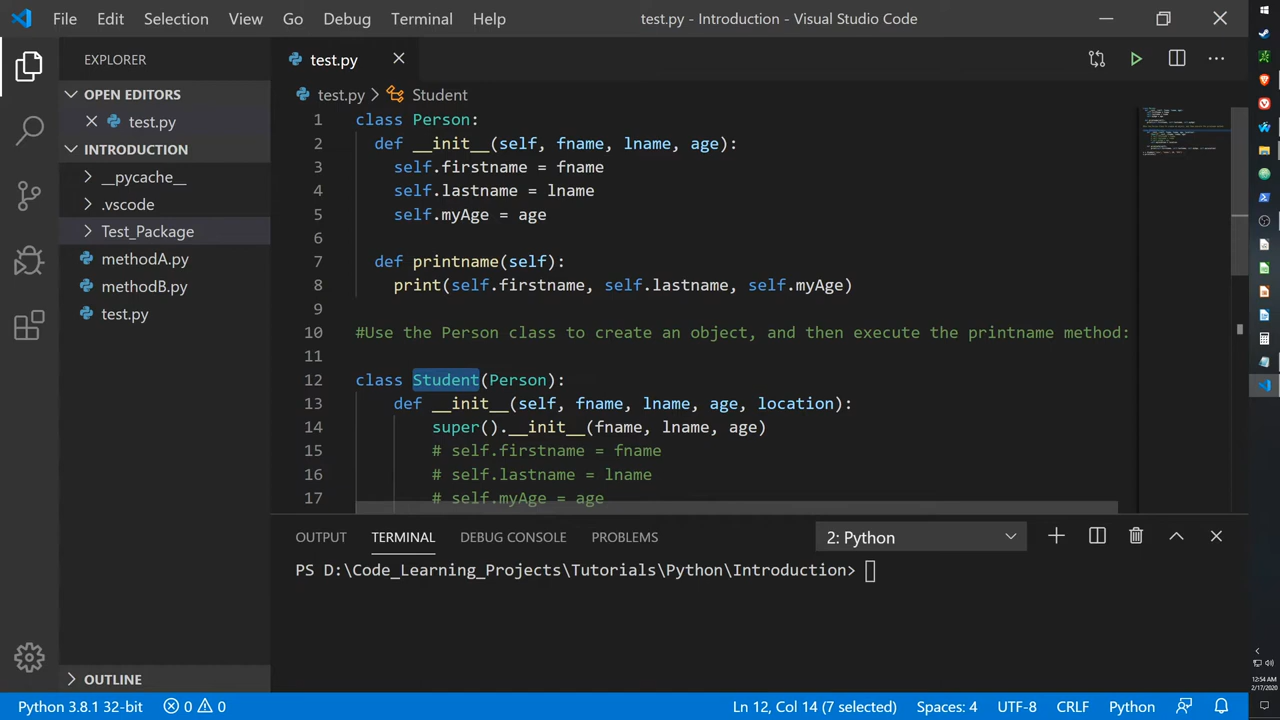 File Edit Selection View Go Debug Terminal Help test.py - Introduction - Visual Studio Code
EXPLORER
OPEN EDITORS
test.py
INTRODUCTION
__pycache__
.vscode
Test_Package
methodA.py
methodB.py
test.py
OUTLINE
test.py
test.py > Student
1 class Person:
2 def __init__(self, fname, lname, age):
3 self.firstname = fname
4 self.lastname = lname
5 self.myAge = age
6
7 def printname(self):
8 print(self.firstname, self.lastname, self.myAge)
9
10 #Use the Person class to create an object, and then execute the printname method:
11
12 class Student(Person):
13 def __init__(self, fname, lname, age, location):
14 super().__init__(fname, lname, age)
15 # self.firstname = fname
16 # self.lastname = lname
17 # self.myAge = age
OUTPUT TERMINAL DEBUG CONSOLE PROBLEMS 2: Python
PS D:\Code_Learning_Projects\Tutorials\Python\Introduction>
Python 3.8.1 32-bit 0 0 Ln 12, Col 14 (7 selected) Spaces: 4 UTF-8 CRLF Python
12:54 AM
2/17/2020